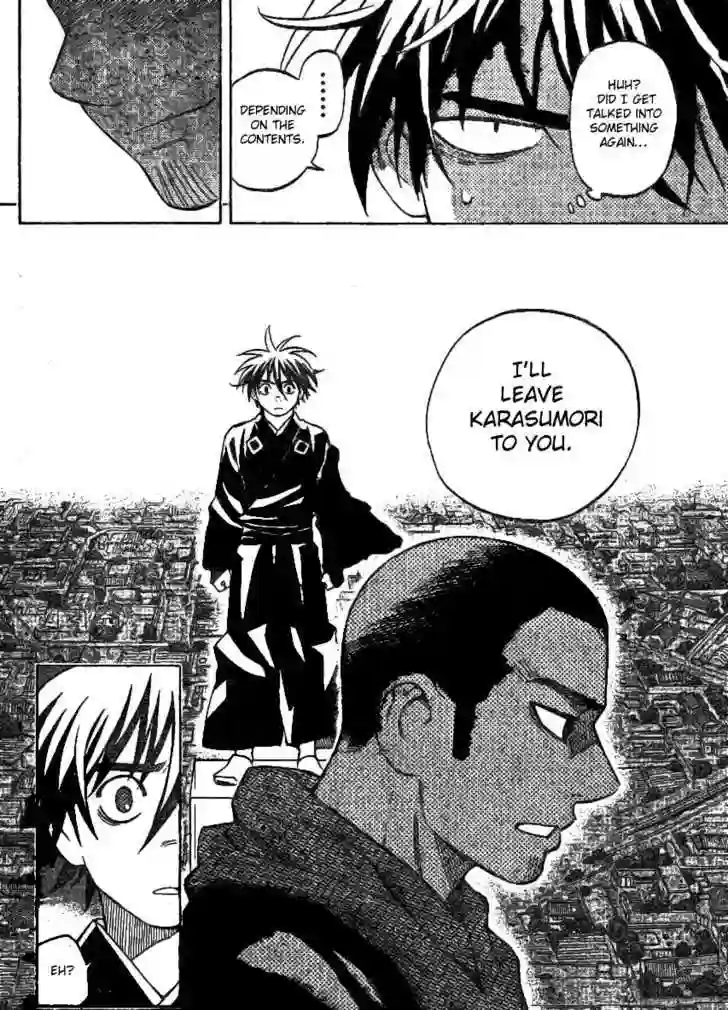 HUH?
DID I GET
TALKED INTO
SOMETHING
AGAIN...
......
DEPENDING
ON THE
CONTENTS.
I'LL
LEAVE
KARASUMORI
TO YOU.
EH?